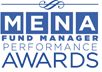 MENA
FUND MANAGER
PERFORMANCE
AWARDS